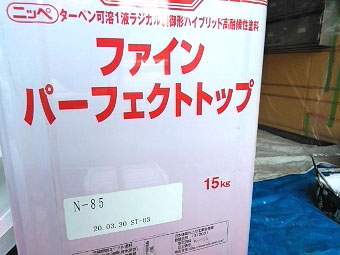 ニッペ ターペン可溶1液ラジカル制御形ハイブリッド高耐候性塗料
ファイン
パーフェクトトップ
15kg
N-85
20.03.30 ST-03